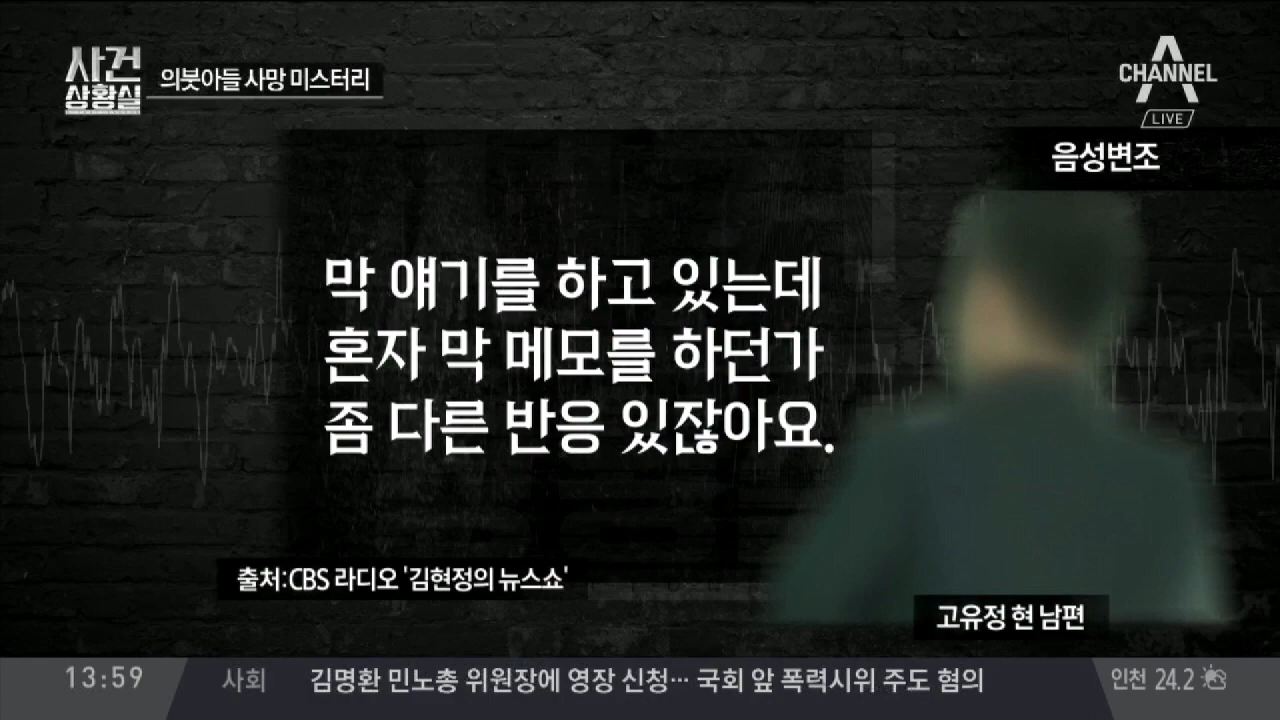 사건
상황실
의붓아들 사망 미스터리
CHANNEL A
LIVE
음성변조
막 얘기를 하고 있는데
혼자 막 메모를 하던가
좀 다른 반응 있잖아요.
출처:CBS 라디오 '김현정의 뉴스쇼'
고유정 현 남편
13:59
사회
김명환 민노총 위원장에 영장 신청… 국회 앞 폭력시위 주도 혐의
인천 24.2